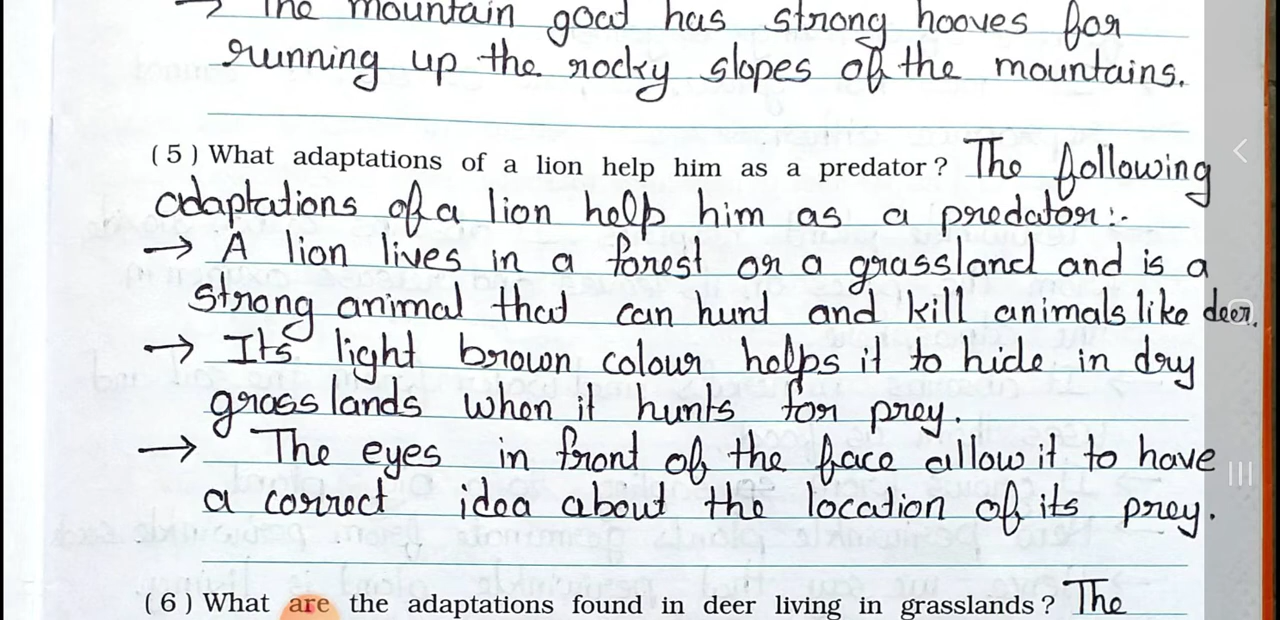 → The mountain goat has strong hooves for
running up the rocky slopes of the mountains.
(5) What adaptations of a lion help him as a predator? The following
adaptations of a lion help him as a predator:-
→ A lion lives in a forest or a grassland and is a
strong animal that can hunt and kill animals like deer.
→ Its light brown colour helps it to hide in dry
grasslands when it hunts for prey.
→ The eyes in front of the face allow it to have
a correct idea about the location of its prey.
(6) What are the adaptations found in deer living in grasslands? The